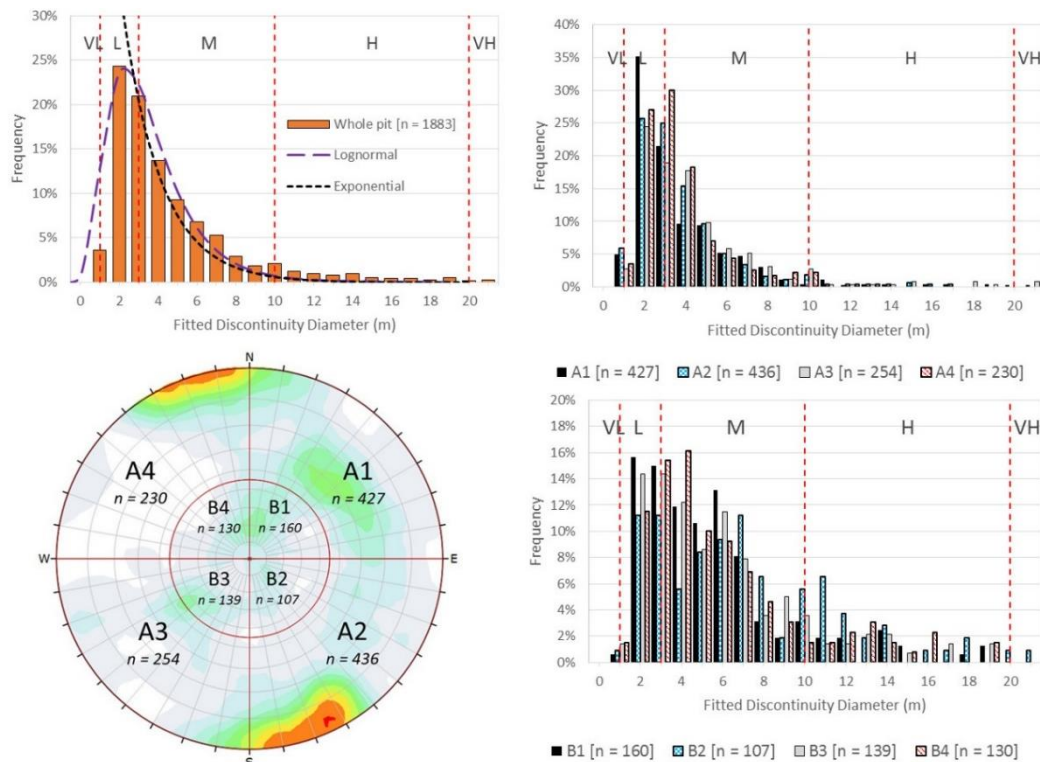 30%
25%
20%
15%
10%
5%
0%
Frequency
VL
L
M
H
VH
Whole pit [n = 1883]
Lognormal
Exponential
0 2 4 6 8 10 12 14 16 18 20
Fitted Discontinuity Diameter (m)
40%
35%
30%
25%
20%
15%
10%
5%
0%
Frequency
VL
L
M
H
VH
0 2 4 6 8 10 12 14 16 18 20
Fitted Discontinuity Diameter (m)
A1 [n = 427] A2 [n = 436] A3 [n = 254] A4 [n = 230]
N
A4
n = 230
A1
n = 427
B4
n = 130
B1
n = 160
W
E
B3
n = 139
B2
n = 107
A3
n = 254
A2
n = 436
S
20%
18%
16%
14%
12%
10%
8%
6%
4%
2%
0%
Frequency
VL
L
M
H
VH
0 2 4 6 8 10 12 14 16 18 20
Fitted Discontinuity Diameter (m)
B1 [n = 160] B2 [n = 107] B3 [n = 139] B4 [n = 130]